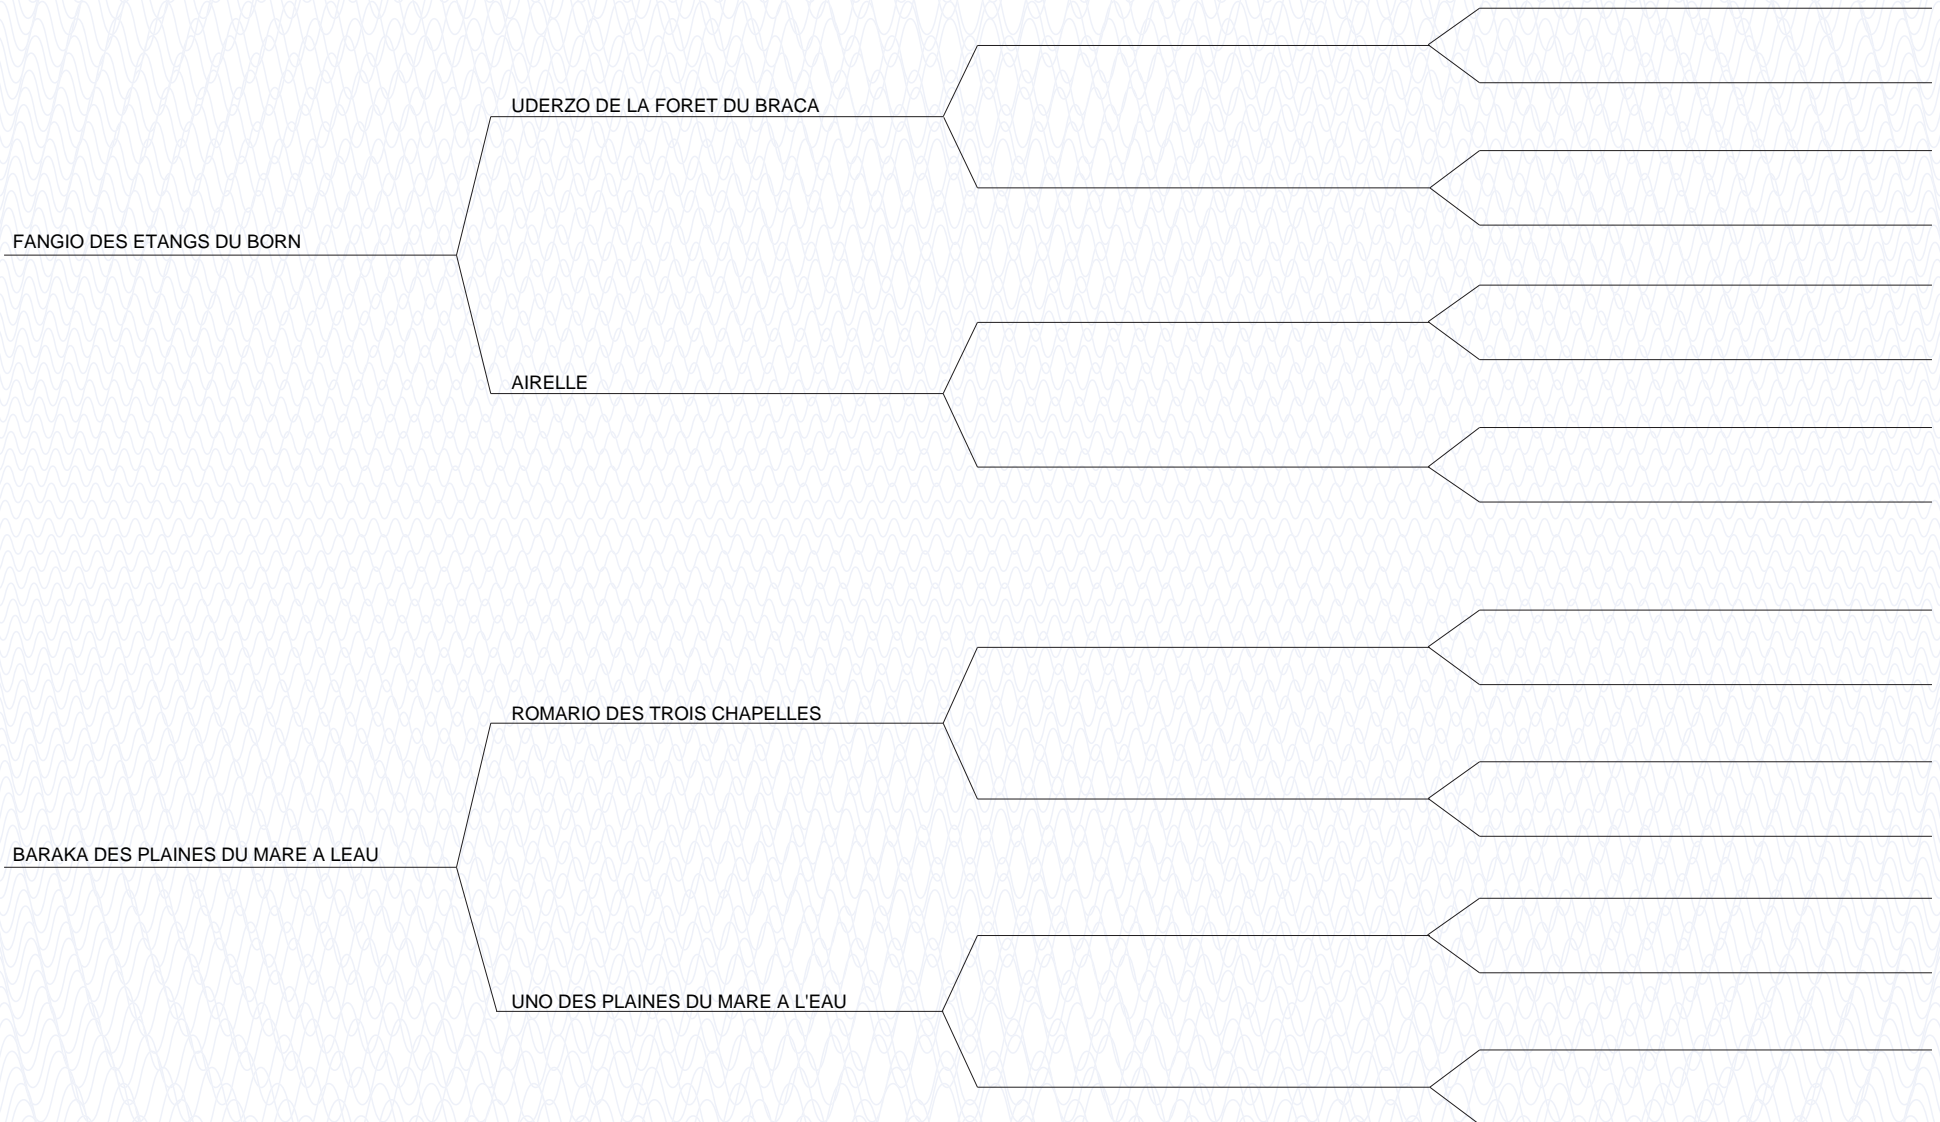 UDERZO DE LA FORET DU BRACA
FANGIO DES ETANGS DU BORN
AIRELLE
ROMARIO DES TROIS CHAPELLES
BARAKA DES PLAINES DU MARE A LEAU
UNO DES PLAINES DU MARE A L'EAU